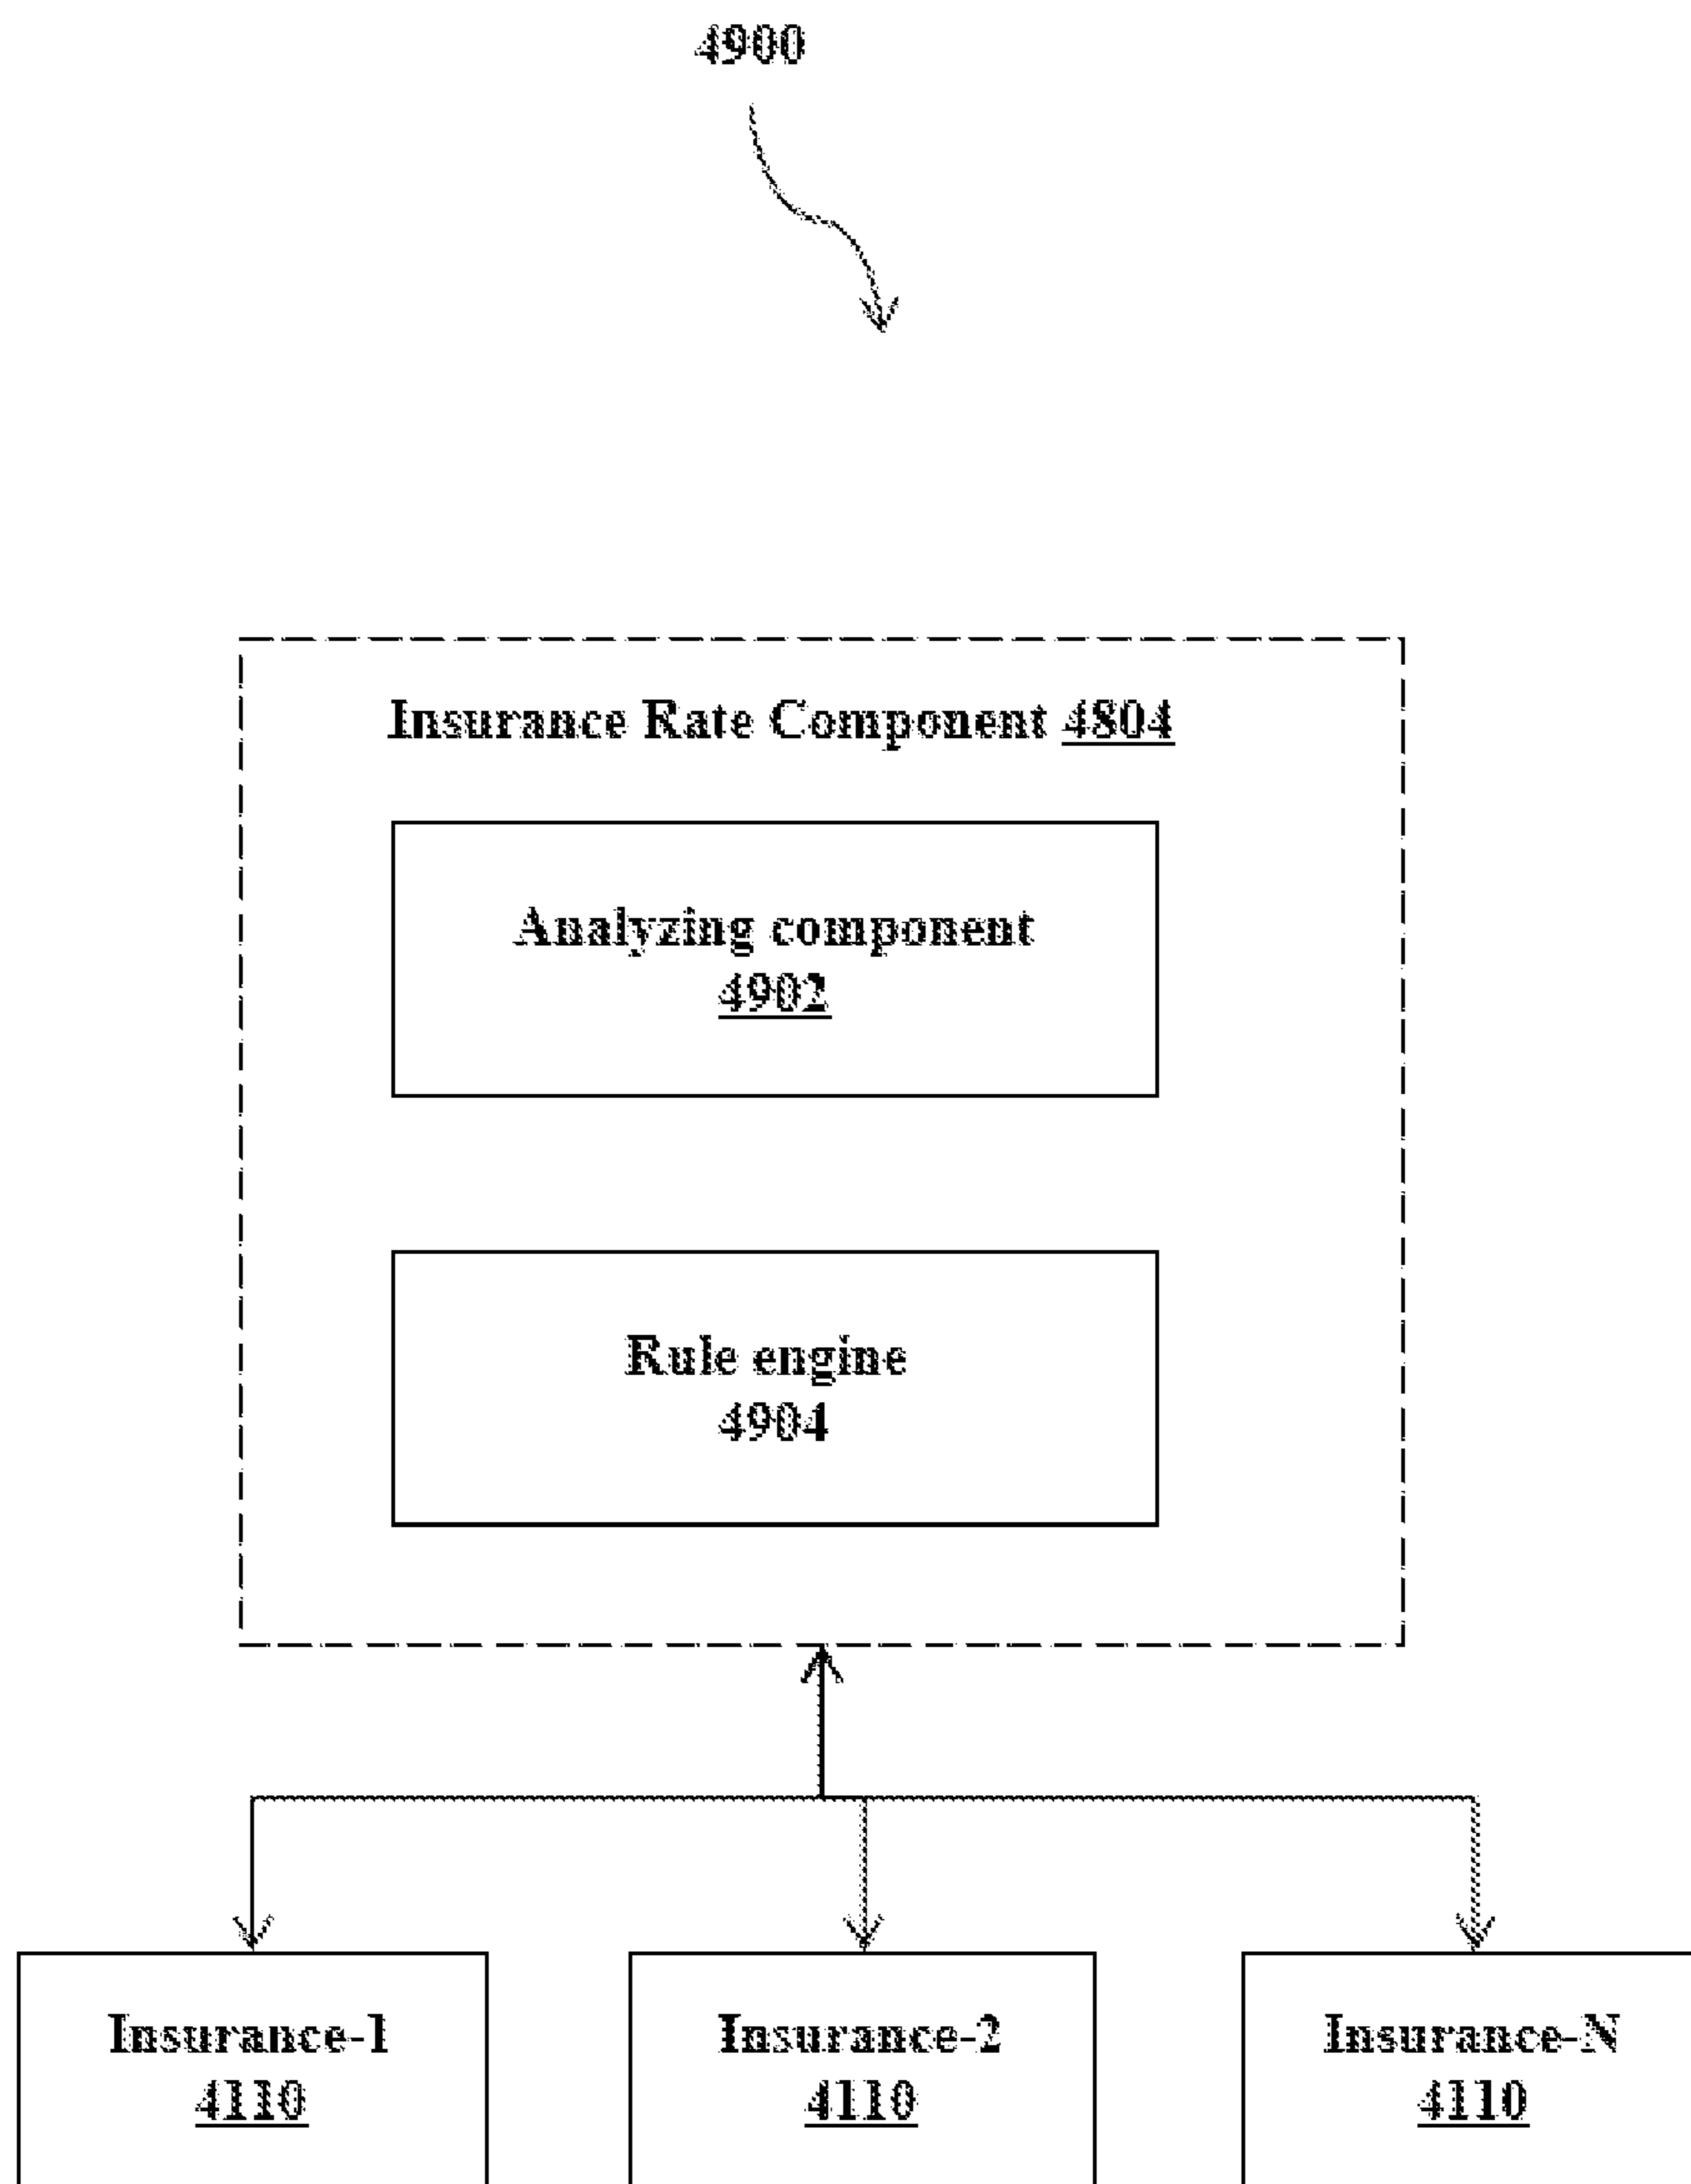 4900
Insurance Rate Component 4804
Analyzing component
4902
Rule engine
4904
Insurance-1
4110
Insurance-2
4110
Insurance-N
4110